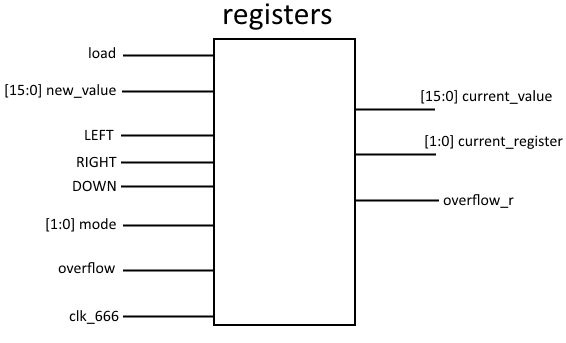 registers
load
[15:0] new_value
LEFT
RIGHT
DOWN
[1:0] mode
overflow
clk_666
[15:0] current_value
[1:0] current_register
overflow_r